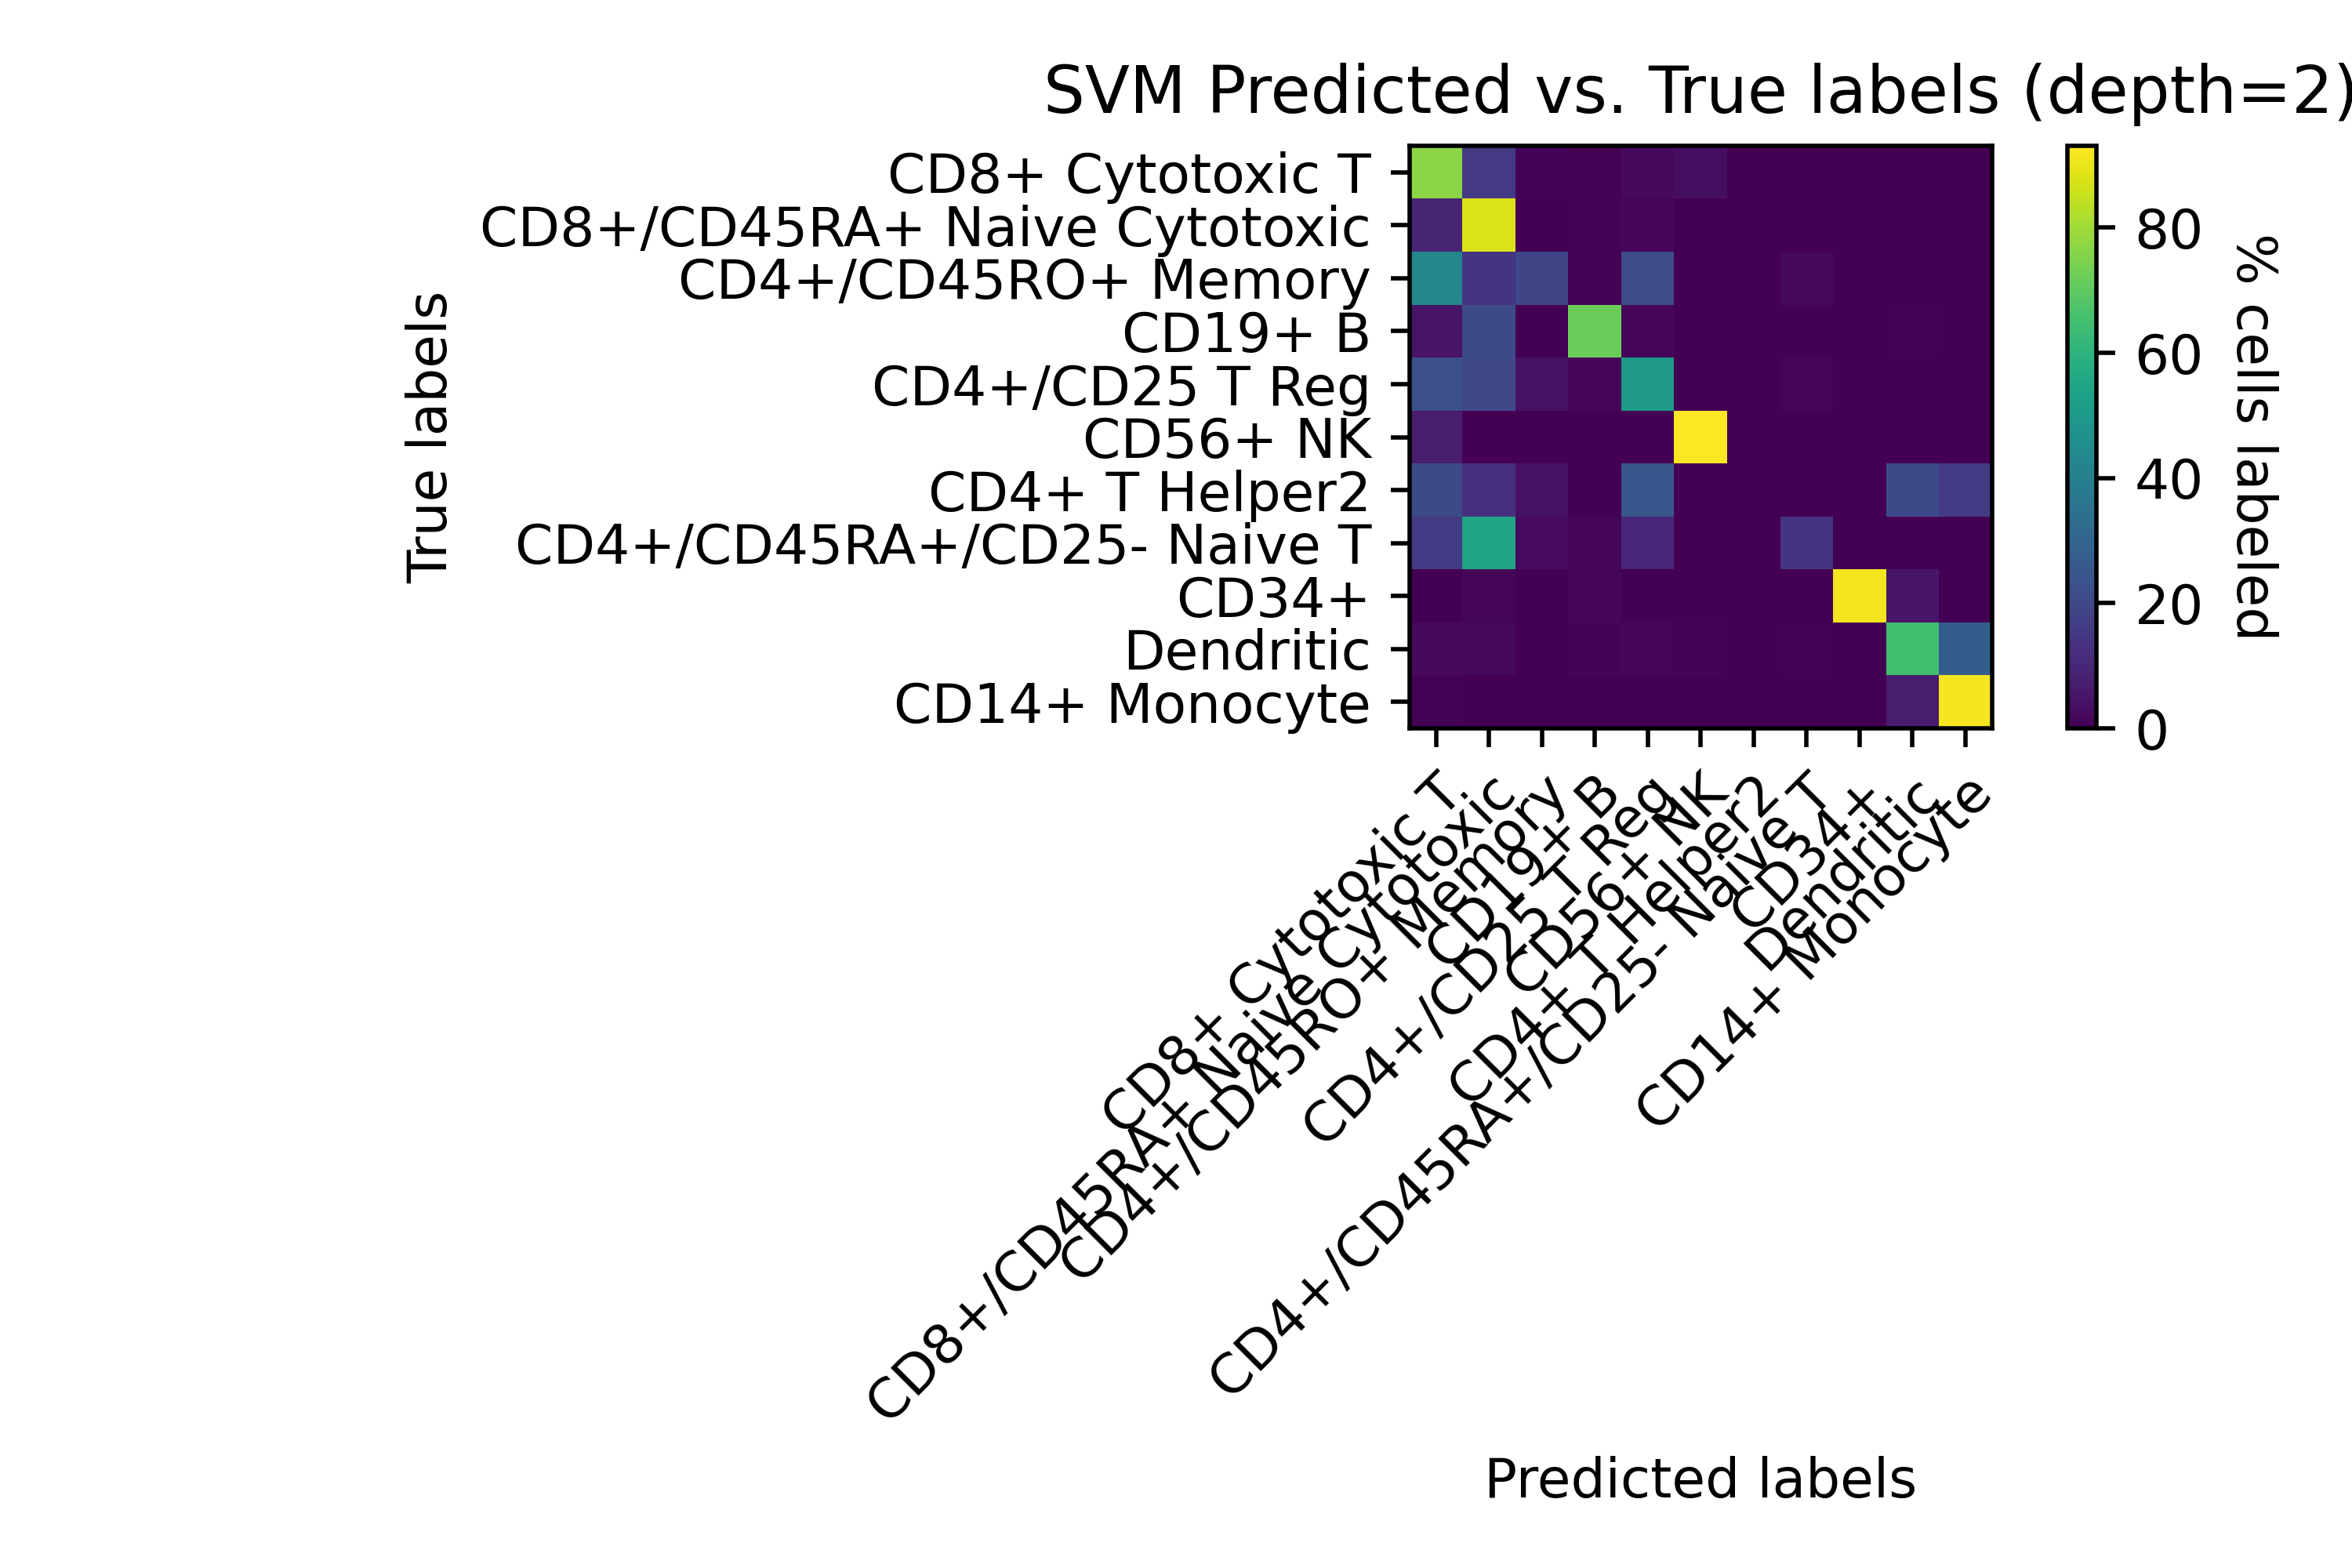 SVM Predicted vs. True labels (depth=2)
True labels
CD8+ Cytotoxic T
CD8+/CD45RA+ Naive Cytotoxic
CD4+/CD45RO+ Memory
CD19+ B
CD4+/CD25 T Reg
CD56+ NK
CD4+ T Helper2
CD4+/CD45RA+/CD25- Naive T
CD34+
Dendritic
CD14+ Monocyte
80
60
40
20
0
% cells labeled
CD8+ Cytotoxic T
CD8+/CD45RA+ Naive Cytotoxic
CD4+/CD45RO+ Memory
CD19+ B
CD4+/CD25 T Reg
CD56+ NK
CD4+ T Helper2
CD4+/CD45RA+/CD25- Naive T
CD34+
Dendritic
CD14+ Monocyte
Predicted labels